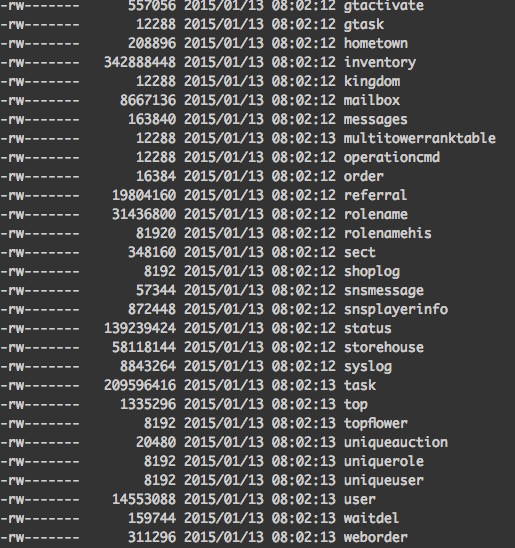 -rw------- 557056 2015/01/13 08:02:12 gtactivate
-rw------- 12288 2015/01/13 08:02:12 gtask
-rw------- 208896 2015/01/13 08:02:12 hometown
-rw------- 342888448 2015/01/13 08:02:12 inventory
-rw------- 12288 2015/01/13 08:02:12 kingdom
-rw------- 8667136 2015/01/13 08:02:12 mailbox
-rw------- 163840 2015/01/13 08:02:12 messages
-rw------- 12288 2015/01/13 08:02:13 multitowerranktable
-rw------- 12288 2015/01/13 08:02:12 operationcmd
-rw------- 16384 2015/01/13 08:02:12 order
-rw------- 19804160 2015/01/13 08:02:12 referral
-rw------- 31436800 2015/01/13 08:02:12 rolename
-rw------- 81920 2015/01/13 08:02:12 rolenamehis
-rw------- 348160 2015/01/13 08:02:12 sect
-rw------- 8192 2015/01/13 08:02:12 shoplog
-rw------- 57344 2015/01/13 08:02:12 snsmessage
-rw------- 872448 2015/01/13 08:02:12 snsplayerinfo
-rw------- 139239424 2015/01/13 08:02:12 status
-rw------- 58118144 2015/01/13 08:02:12 storehouse
-rw------- 8843264 2015/01/13 08:02:12 syslog
-rw------- 209596416 2015/01/13 08:02:13 task
-rw------- 1335296 2015/01/13 08:02:13 top
-rw------- 8192 2015/01/13 08:02:13 topflower
-rw------- 20480 2015/01/13 08:02:13 uniqueauction
-rw------- 8192 2015/01/13 08:02:13 uniquerole
-rw------- 8192 2015/01/13 08:02:13 uniqueuser
-rw------- 14553088 2015/01/13 08:02:13 user
-rw------- 159744 2015/01/13 08:02:13 waitdel
-rw------- 311296 2015/01/13 08:02:13 weborder